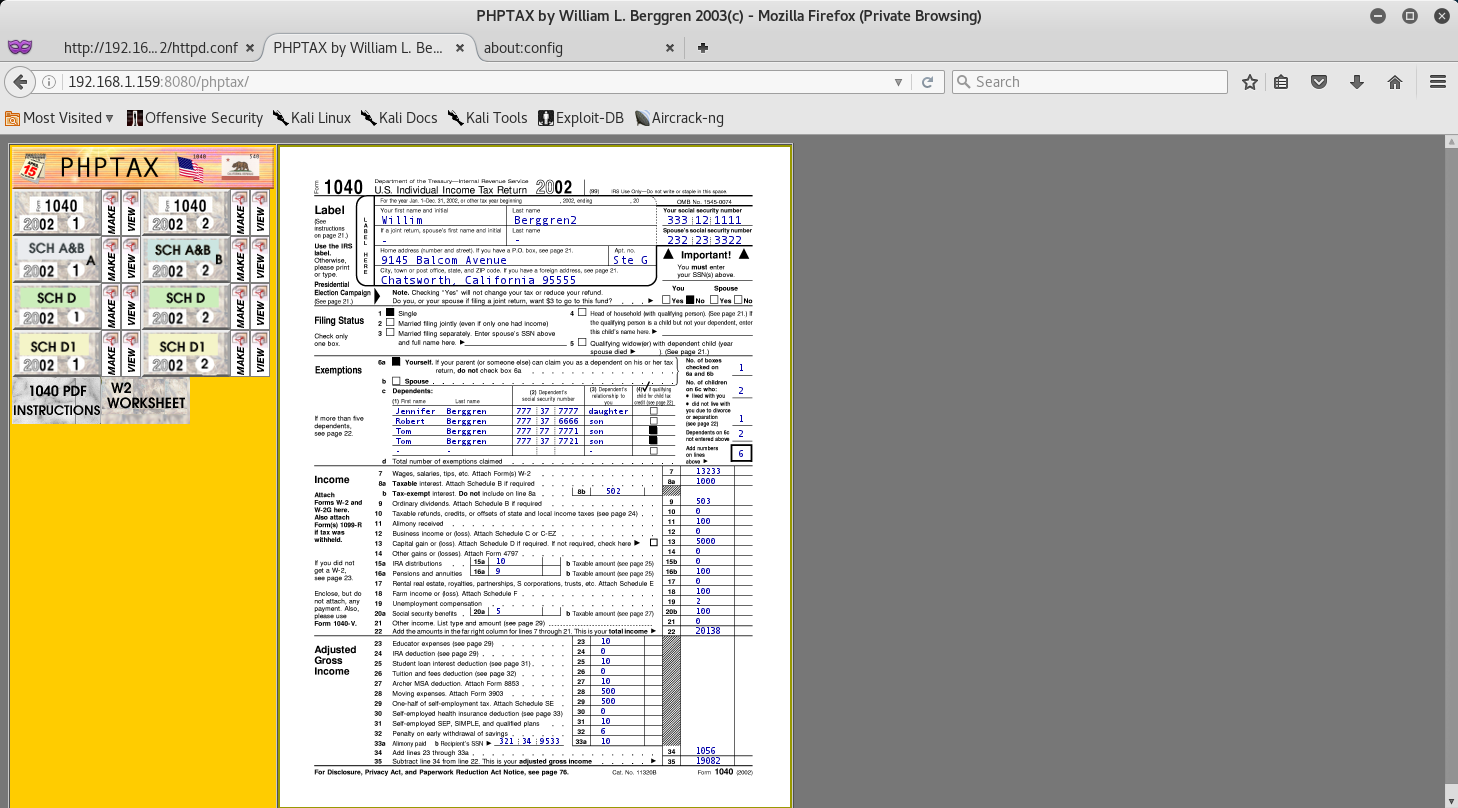 PHPTAX by William L. Berggren 2003(c) - Mozilla Firefox (Private Browsing)
http://192.16... 2/httpd.conf
PHPTAX by William L. Be...
about:config
192.168.1.159:8080/phptax/
Search
Most Visited
Offensive Security
Kali Linux
Kali Docs
Kali Tools
Exploit-DB
Aircrack-ng
APRIL 15 PHPTAX 1040 540
Form 1040 2002 1 MAKE VIEW
Form 1040 2002 2 MAKE VIEW
SCH A&B 2002 1 A MAKE VIEW
SCH A&B 2002 2 B MAKE VIEW
SCH D 2002 1 MAKE VIEW
SCH D 2002 2 MAKE VIEW
SCH D1 2002 1 MAKE VIEW
SCH D1 2002 2 MAKE VIEW
1040 PDF INSTRUCTIONS
W2 WORKSHEET
Form 1040
Department of the Treasury—Internal Revenue Service
U.S. Individual Income Tax Return 2002 (99) IRS Use Only—Do not write or staple in this space.
For the year Jan. 1-Dec. 31, 2002, or other tax year beginning , 2002, ending , 20
OMB No. 1545-0074
Label
(See instructions on page 21.)
Use the IRS label.
Otherwise, please print or type.
LABEL HERE
Your first name and initial
Willim
Last name
Berggren2
Your social security number
333 12 1111
If a joint return, spouse's first name and initial
-
Last name
-
Spouse's social security number
232 23 3322
Home address (number and street). If you have a P.O. box, see page 21.
9145 Balcom Avenue
Apt. no.
Ste G
City, town or post office, state, and ZIP code. If you have a foreign address, see page 21.
Chatsworth, California 95555
▲ Important! ▲
You must enter your SSN(s) above.
Presidential Election Campaign
(See page 21.)
Note. Checking "Yes" will not change your tax or reduce your refund.
Do you, or your spouse if filing a joint return, want $3 to go to this fund? . . . ►
You Spouse
Yes No Yes No
Filing Status
Check only one box.
1 Single
2 Married filing jointly (even if only one had income)
3 Married filing separately. Enter spouse's SSN above and full name here. ►
4 Head of household (with qualifying person). (See page 21.) If the qualifying person is a child but not your dependent, enter this child's name here. ►
5 Qualifying widow(er) with dependent child (year spouse died ► ). (See page 21.)
Exemptions
If more than five dependents, see page 22.
6a Yourself. If your parent (or someone else) can claim you as a dependent on his or her tax return, do not check box 6a
b Spouse
c Dependents:
(1) First name Last name
(2) Dependent's social security number
(3) Dependent's relationship to you
(4) if qualifying child for child tax credit (see page 22)
Jennifer Berggren 777 37 7777 daughter
Robert Berggren 777 37 6666 son
Tom Berggren 777 77 7771 son
Tom Berggren 777 37 7721 son
- - -
d Total number of exemptions claimed
No. of boxes checked on 6a and 6b 1
No. of children on 6c who:
• lived with you 2
• did not live with you due to divorce or separation (see page 22) 1
Dependents on 6c not entered above 2
Add numbers on lines above ► 6
Income
Attach Forms W-2 and W-2G here. Also attach Form(s) 1099-R if tax was withheld.
If you did not get a W-2, see page 23.
Enclose, but do not attach, any payment. Also, please use Form 1040-V.
7 Wages, salaries, tips, etc. Attach Form(s) W-2 7 13233
8a Taxable interest. Attach Schedule B if required 8a 1000
b Tax-exempt interest. Do not include on line 8a 8b 502
9 Ordinary dividends. Attach Schedule B if required 9 503
10 Taxable refunds, credits, or offsets of state and local income taxes (see page 24) 10 0
11 Alimony received 11 100
12 Business income or (loss). Attach Schedule C or C-EZ 12 0
13 Capital gain or (loss). Attach Schedule D if required. If not required, check here ► 13 5000
14 Other gains or (losses). Attach Form 4797 14 0
15a IRA distributions 15a 10 b Taxable amount (see page 25) 15b 0
16a Pensions and annuities 16a 9 b Taxable amount (see page 25) 16b 100
17 Rental real estate, royalties, partnerships, S corporations, trusts, etc. Attach Schedule E 17 0
18 Farm income or (loss). Attach Schedule F 18 100
19 Unemployment compensation 19 2
20a Social security benefits 20a 5 b Taxable amount (see page 27) 20b 100
21 Other income. List type and amount (see page 29) 21 0
22 Add the amounts in the far right column for lines 7 through 21. This is your total income ► 22 20138
Adjusted Gross Income
23 Educator expenses (see page 29) 23 10
24 IRA deduction (see page 29) 24 0
25 Student loan interest deduction (see page 31) 25 10
26 Tuition and fees deduction (see page 32) 26 0
27 Archer MSA deduction. Attach Form 8853 27 10
28 Moving expenses. Attach Form 3903 28 500
29 One-half of self-employment tax. Attach Schedule SE 29 500
30 Self-employed health insurance deduction (see page 33) 30 0
31 Self-employed SEP, SIMPLE, and qualified plans 31 10
32 Penalty on early withdrawal of savings 32 6
33a Alimony paid b Recipient's SSN ► 321 34 9533 33a 10
34 Add lines 23 through 33a 34 1056
35 Subtract line 34 from line 22. This is your adjusted gross income ► 35 19082
For Disclosure, Privacy Act, and Paperwork Reduction Act Notice, see page 76. Cat. No. 11320B Form 1040 (2002)